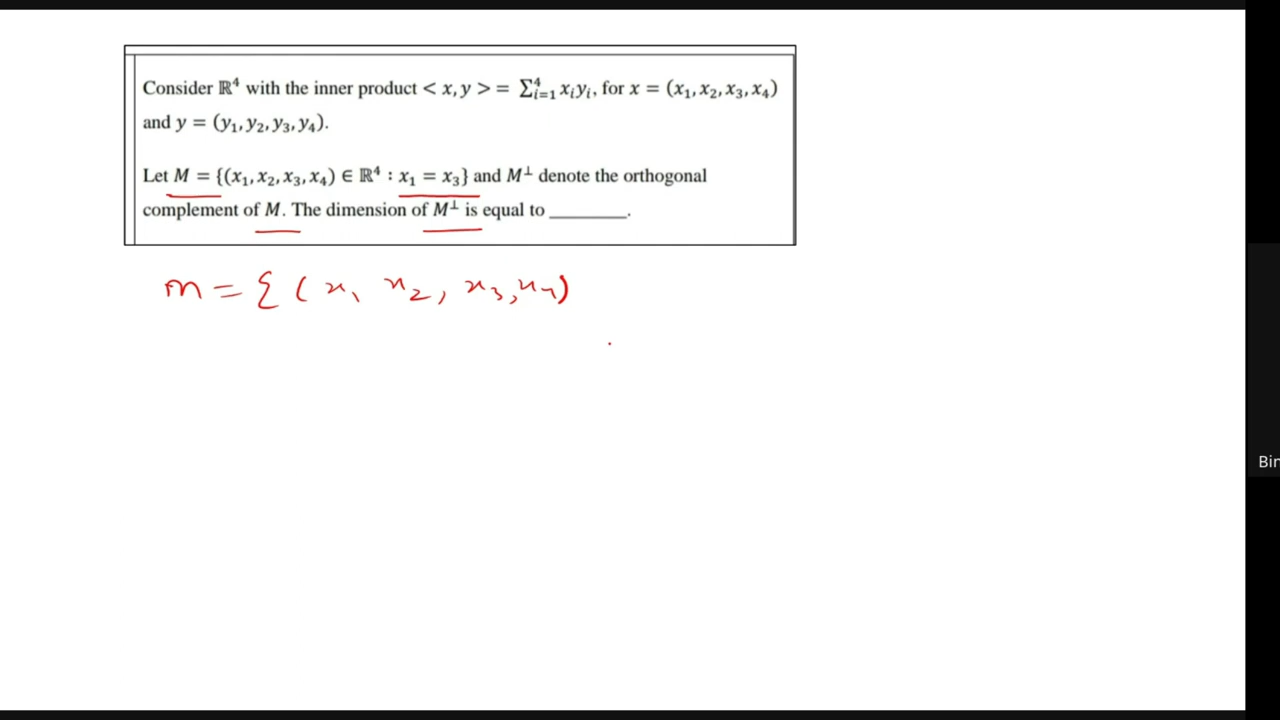 Consider ℝ⁴ with the inner product < x, y > = ∑⁴ᵢ₌₁ xᵢyᵢ, for x = (x₁, x₂, x₃, x₄)
and y = (y₁, y₂, y₃, y₄).
Let M = {(x₁, x₂, x₃, x₄) ∈ ℝ⁴ : x₁ = x₃} and M⊥ denote the orthogonal
complement of M. The dimension of M⊥ is equal to ________.
m = { ( x₁ x₂, x₃, x₄)
Bin